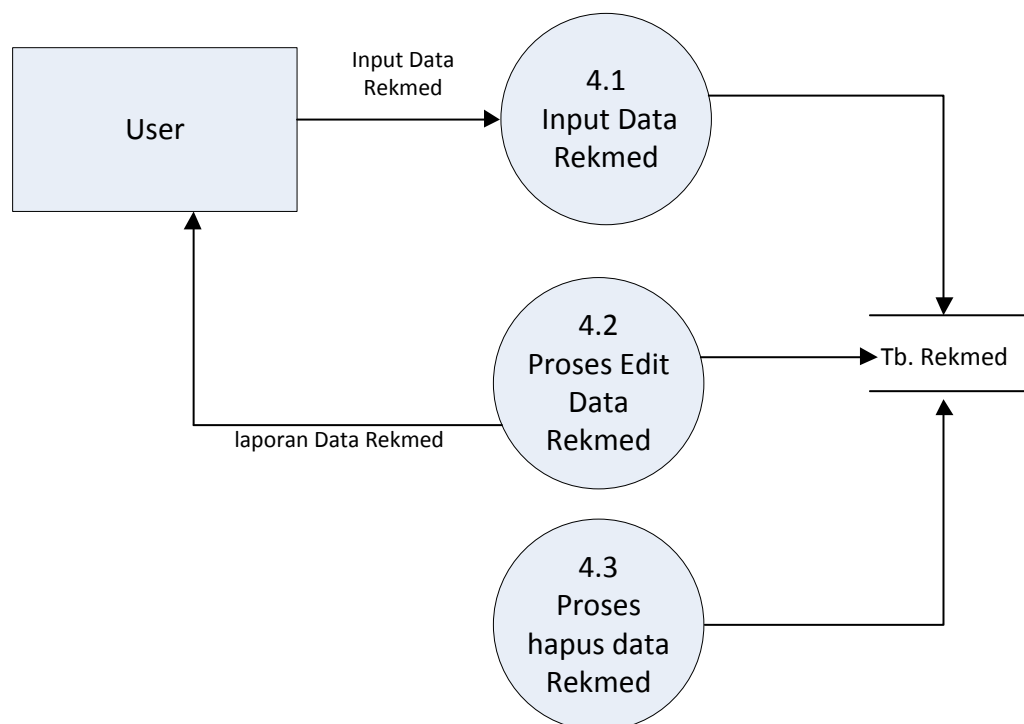 User
Input Data
Rekmed
4.1
Input Data
Rekmed
4.2
Proses Edit
Data
Rekmed
Tb. Rekmed
laporan Data Rekmed
4.3
Proses
hapus data
Rekmed